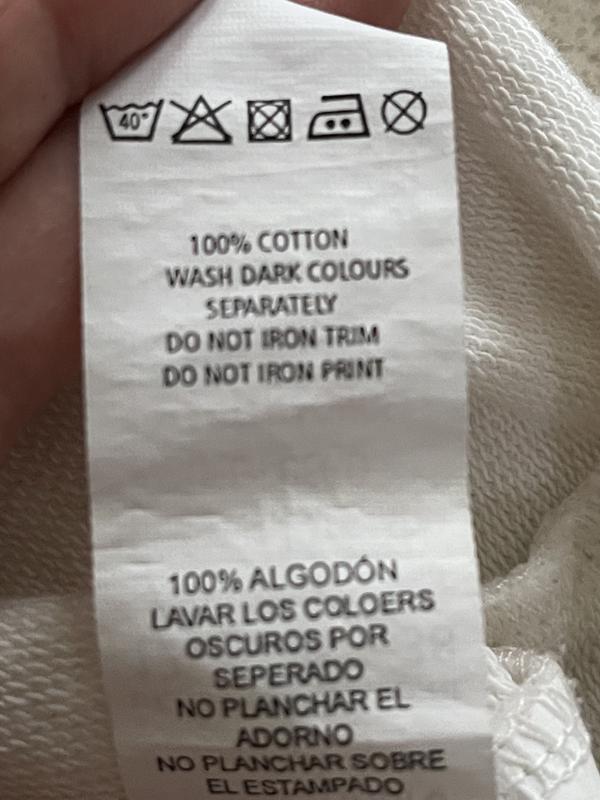 40°
100% COTTON
WASH DARK COLOURS
SEPARATELY
DO NOT IRON TRIM
DO NOT IRON PRINT
100% ALGODÓN
LAVAR LOS COLOERS
OSCUROS POR
SEPERADO
NO PLANCHAR EL
ADORNO
NO PLANCHAR SOBRE
EL ESTAMPADO